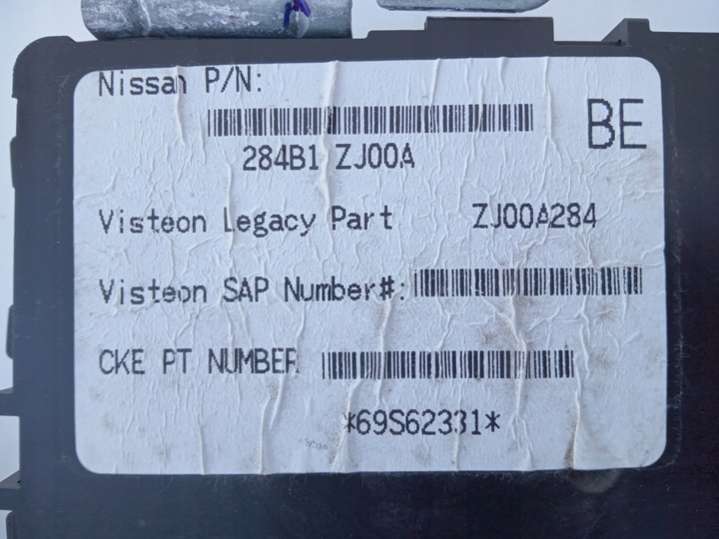 Nissan P/N:
BE
284B1 ZJ00A
Visteon Legacy Part ZJ00A284
Visteon SAP Number#:
CKE PT NUMBER
*69S62331*